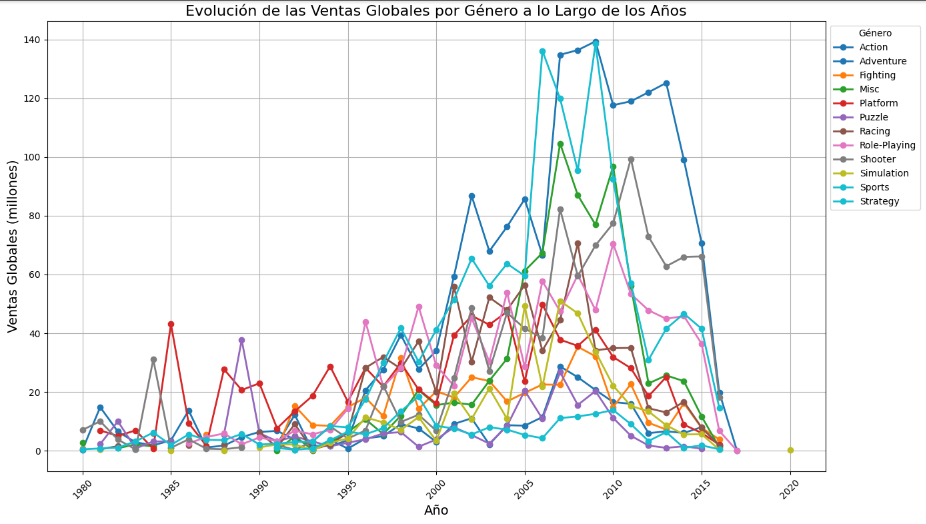 Evolución de las Ventas Globales por Género a lo Largo de los Años
Género
Action
Adventure
Fighting
Misc
Platform
Puzzle
Racing
Role-Playing
Shooter
Simulation
Sports
Strategy
Ventas Globales (millones)
140
120
100
80
60
40
20
0
1980
1985
1990
1995
2000
2005
2010
2015
2020
Año